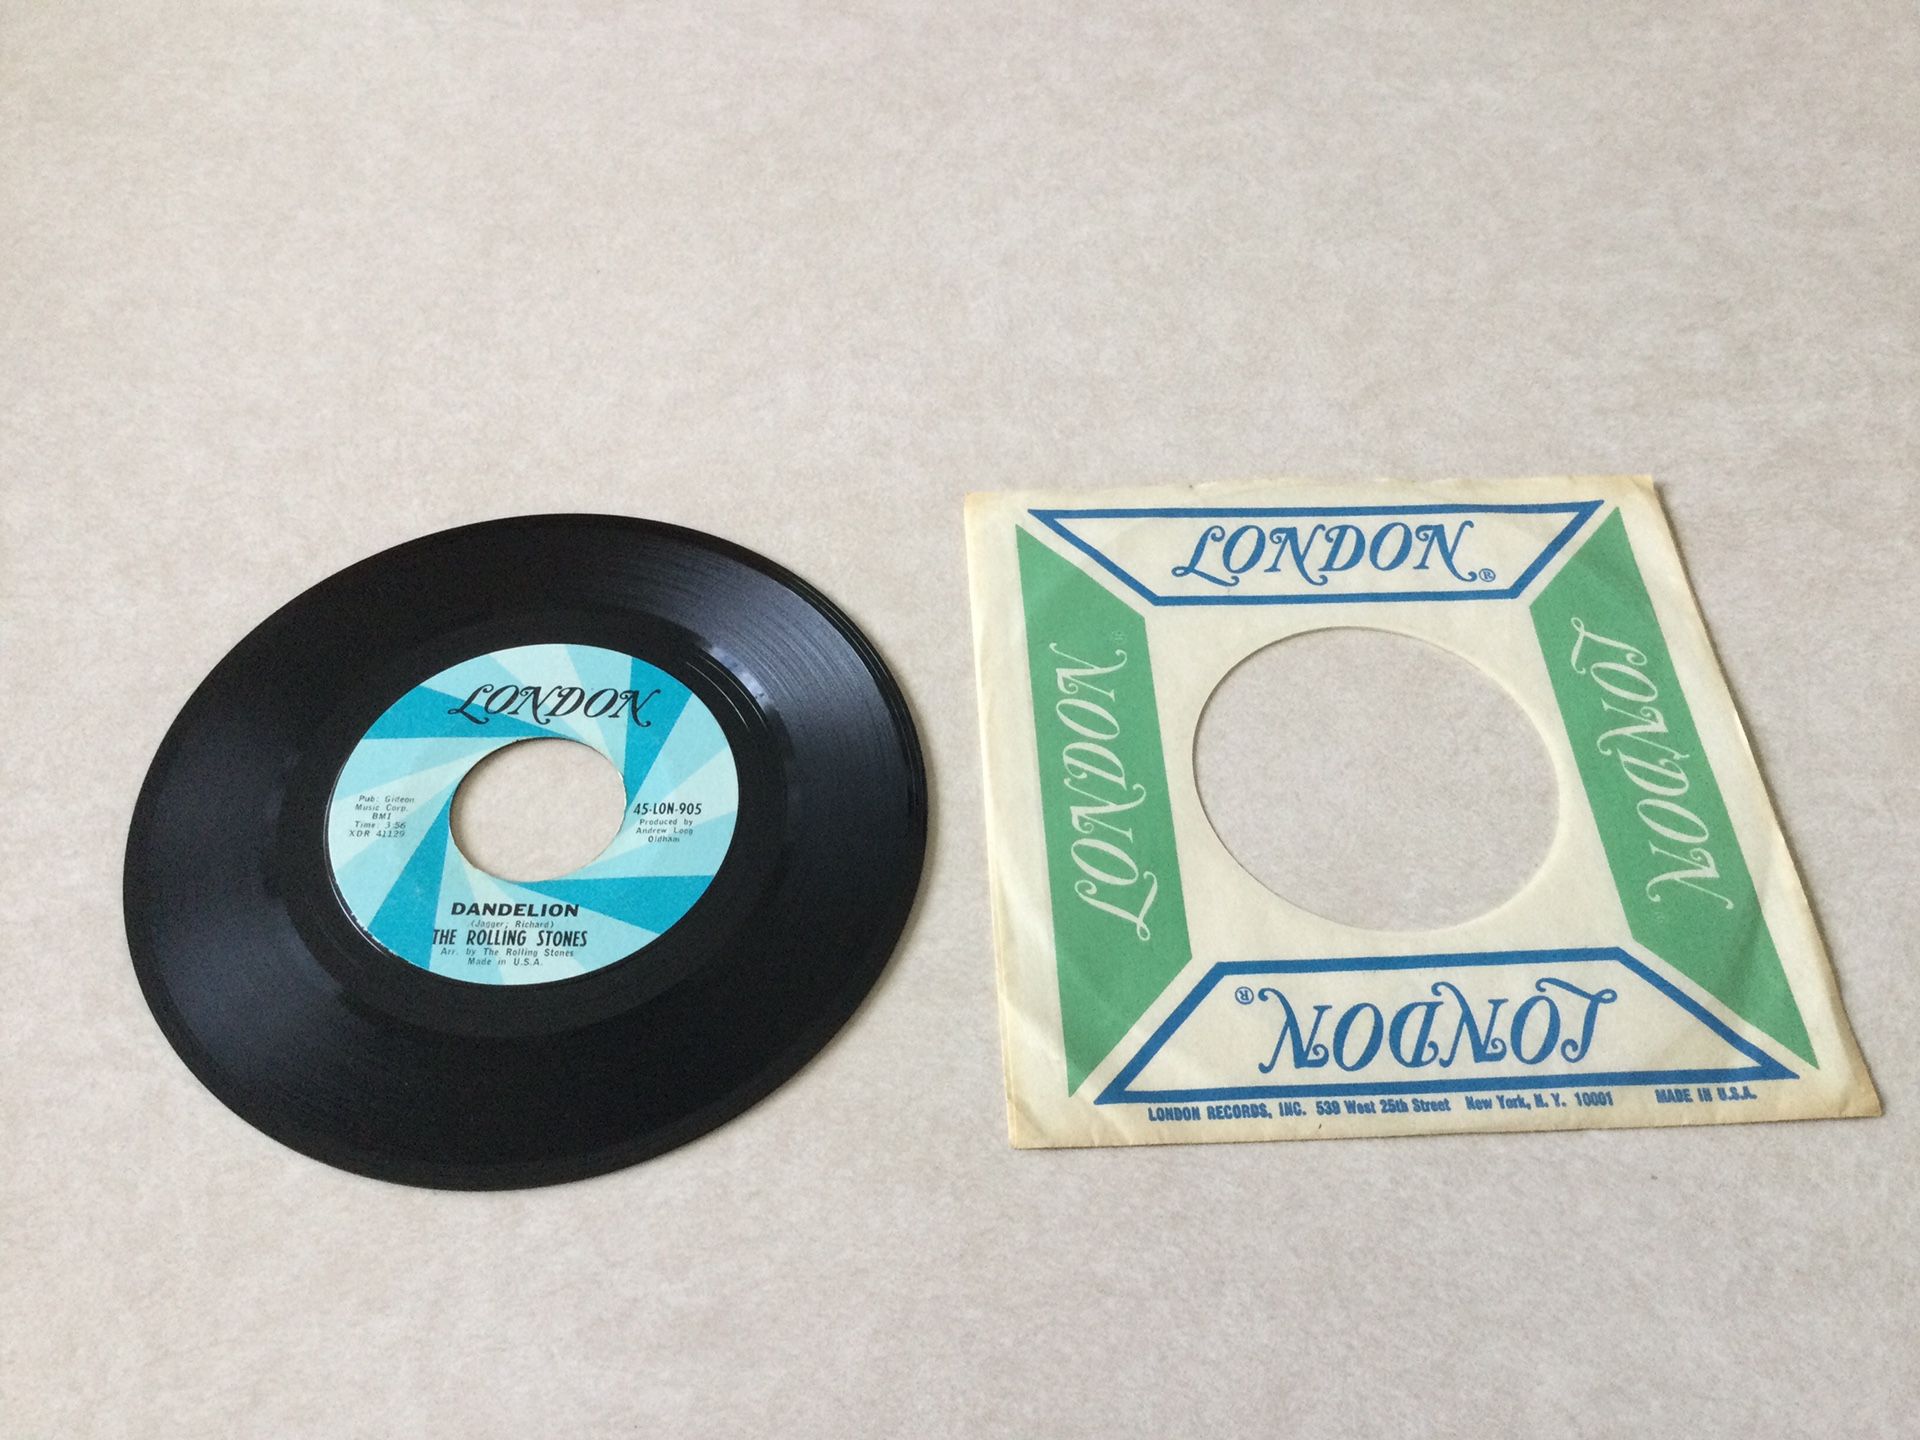 LONDON
Pub: Gideon
Music Corp.
BMI
Time: 3:56
XDR 41129
45-LON-905
Produced by
Andrew Loog
Oldham
DANDELION
(Jagger; Richard)
THE ROLLING STONES
Arr. by The Rolling Stones
Made in U.S.A.
LONDON®
LONDON®
LONDON
LONDON®
LONDON RECORDS, INC. 539 West 25th Street New York, N. Y. 10001 MADE IN U.S.A.